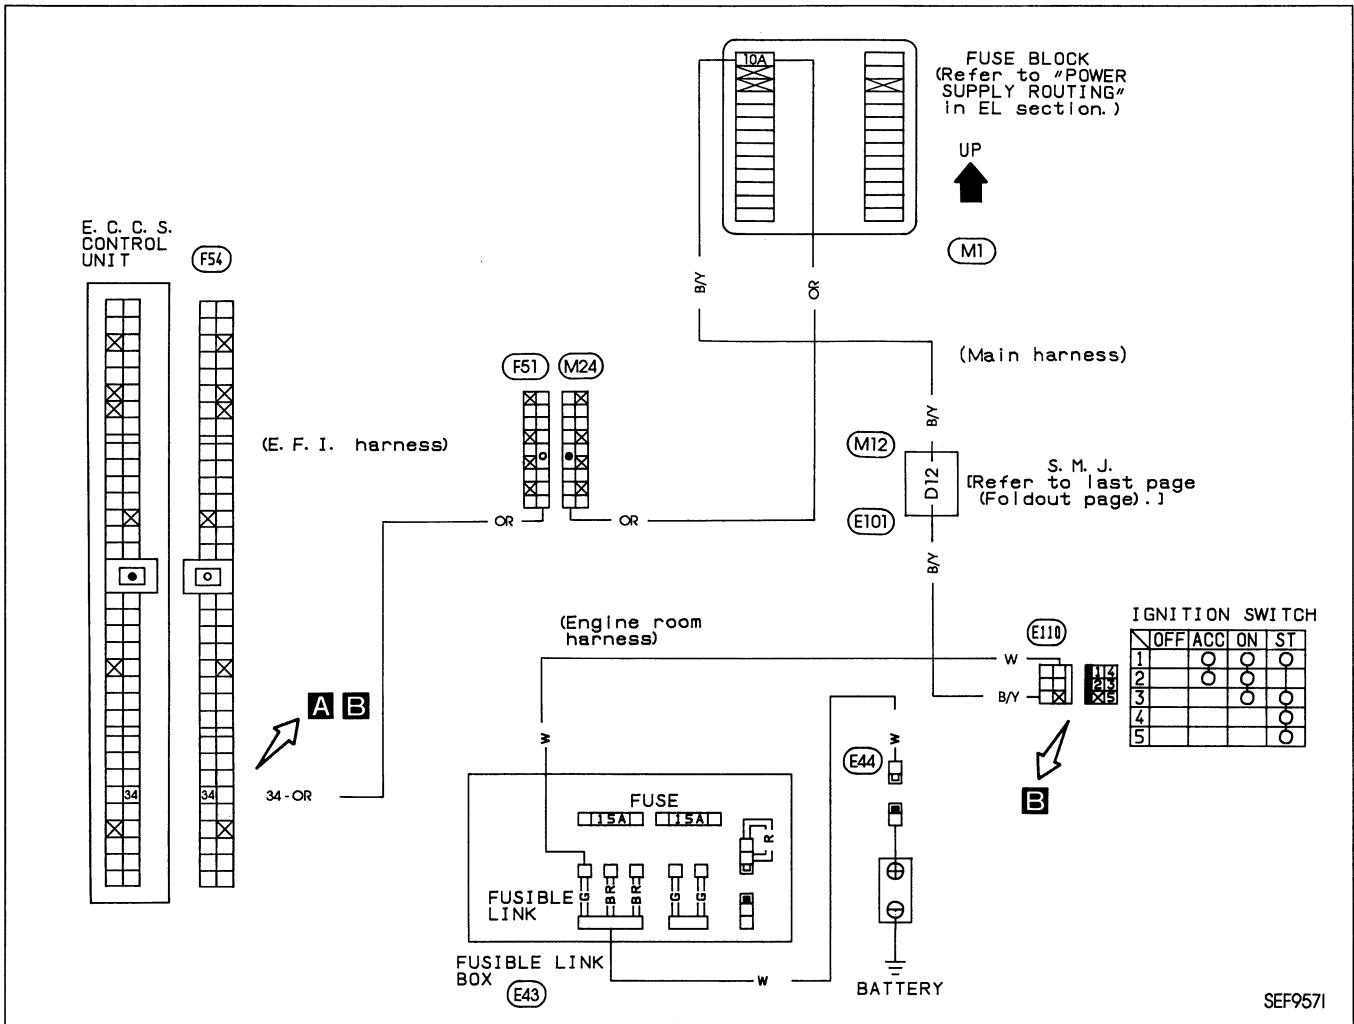 10A
FUSE BLOCK
(Refer to "POWER
SUPPLY ROUTING"
in EL section.)
UP
M1
E. C. C. S.
CONTROL
UNIT
F54
B/Y
OR
(Main harness)
F51
M24
(E. F. I. harness)
B/Y
M12
D12
S. M. J.
[Refer to last page
(Foldout page).]
E101
OR
OR
B/Y
(Engine room
harness)
E110
W
B/Y
1 4
2 3
5
IGNITION SWITCH
OFF ACC ON ST
1
2
3
4
5
A B
W
W
E44
B
34
34
34-OR
FUSE
15A
15A
R
FUSIBLE
LINK
G
BR
BR
G
G
FUSIBLE LINK
BOX
E43
W
BATTERY
SEF957I